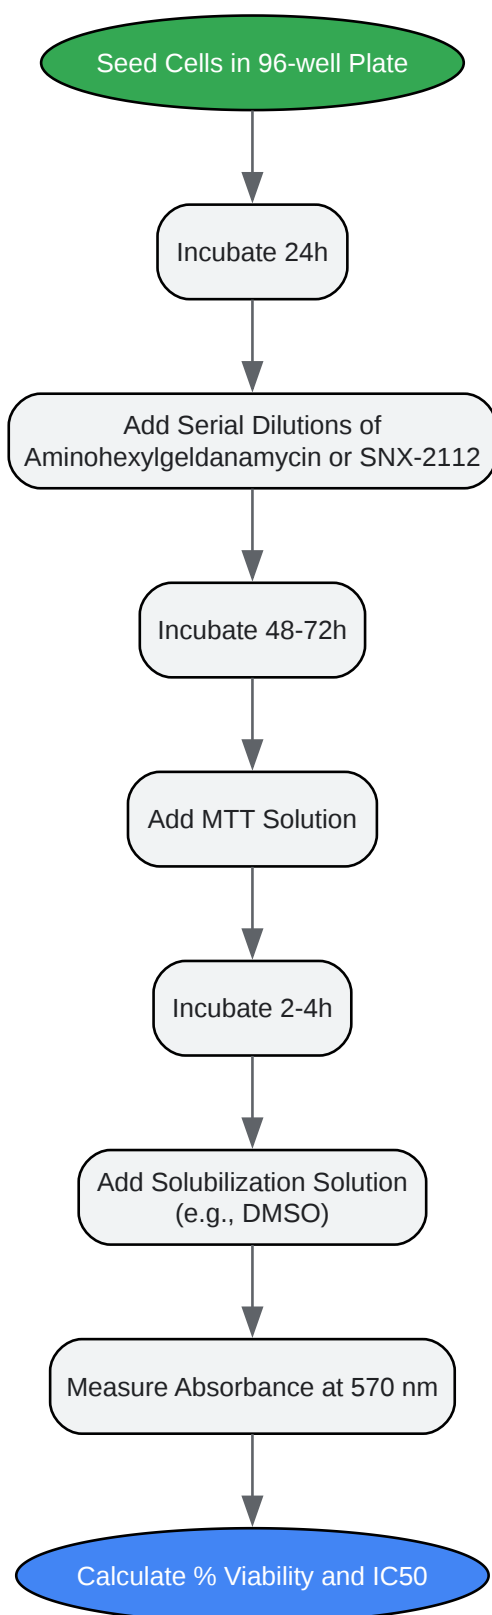 Seed Cells in 96-well Plate
Incubate 24h
Add Serial Dilutions of
Aminohexylgeldanamycin or SNX-2112
Incubate 48-72h
Add MTT Solution
Incubate 2-4h
Add Solubilization Solution
(e.g., DMSO)
Measure Absorbance at 570 nm
Calculate % Viability and IC50